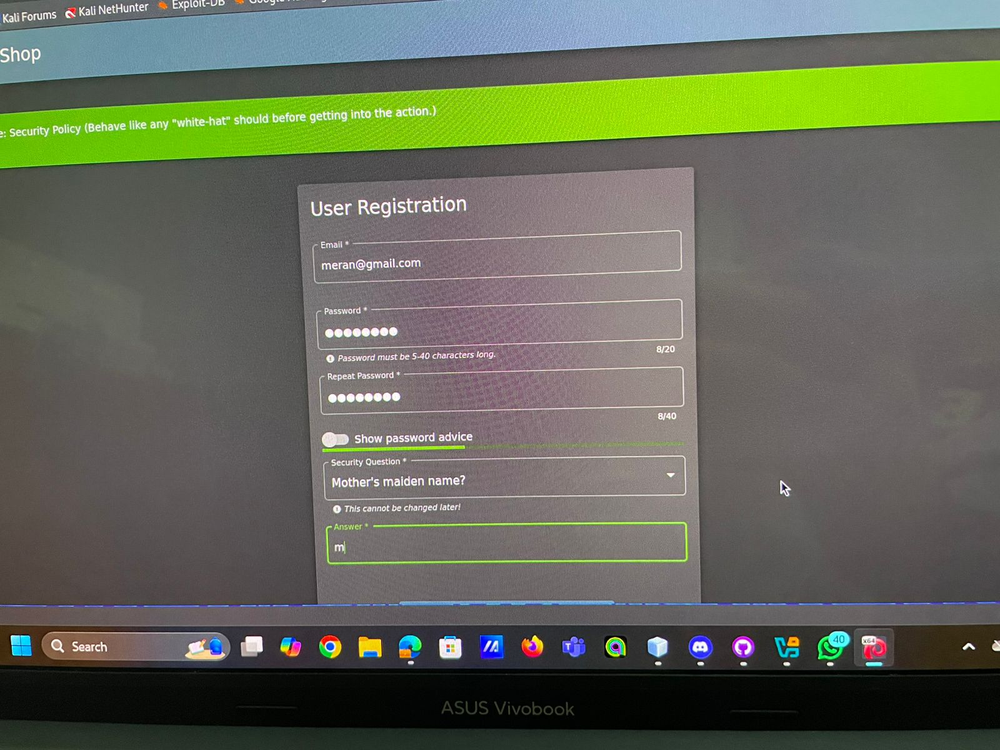 Kali Forums Kali NetHunter Exploit-DB
Shop
e: Security Policy (Behave like any "white-hat" should before getting into the action.)
User Registration
Email *
meran@gmail.com
Password *
Password must be 5-40 characters long. 8/20
Repeat Password *
8/40
Show password advice
Security Question *
Mother's maiden name?
This cannot be changed later!
Answer *
m
Search
40
x64
ASUS Vivobook